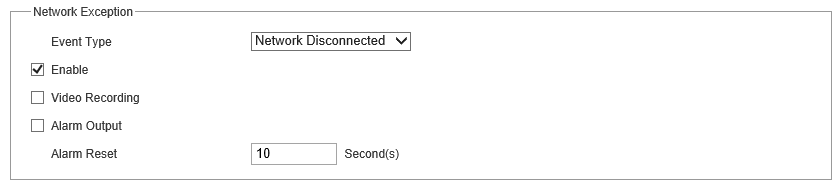 Network Exception
Event Type Network Disconnected
Enable
Video Recording
Alarm Output
Alarm Reset 10 Second(s)